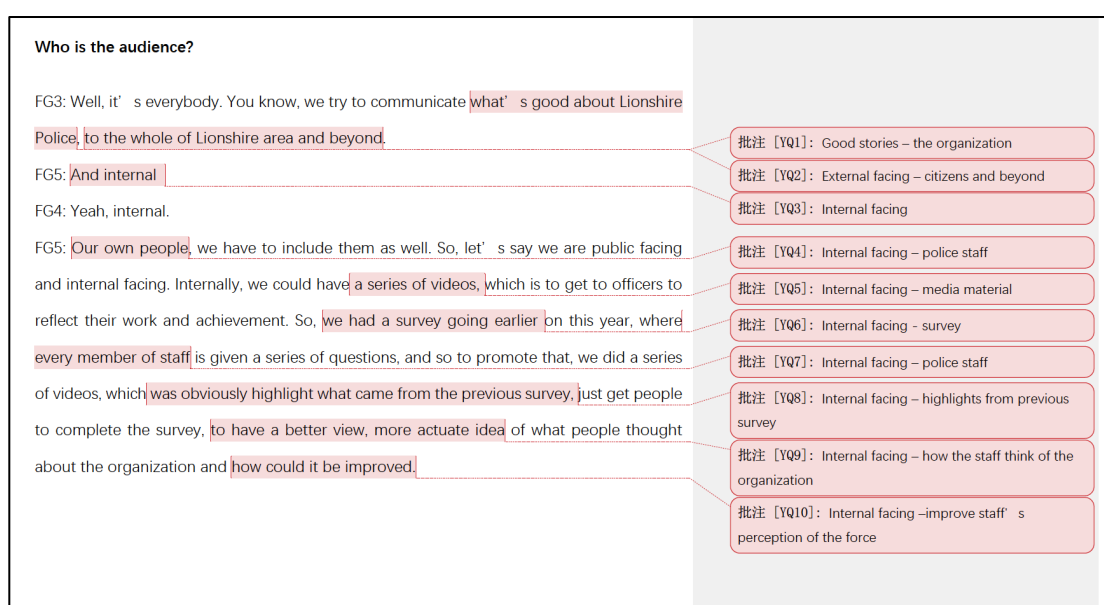 Who is the audience?
FG3: Well, it’s everybody. You know, we try to communicate what’s good about Lionshire
Police, to the whole of Lionshire area and beyond.
FG5: And internal
FG4: Yeah, internal.
FG5: Our own people, we have to include them as well. So, let’s say we are public facing
and internal facing. Internally, we could have a series of videos, which is to get to officers to
reflect their work and achievement. So, we had a survey going earlier on this year, where
every member of staff is given a series of questions, and so to promote that, we did a series
of videos, which was obviously highlight what came from the previous survey, just get people
to complete the survey, to have a better view, more actuate idea of what people thought
about the organization and how could it be improved.
批注 [YQ1]: Good stories – the organization
批注 [YQ2]: External facing – citizens and beyond
批注 [YQ3]: Internal facing
批注 [YQ4]: Internal facing – police staff
批注 [YQ5]: Internal facing – media material
批注 [YQ6]: Internal facing - survey
批注 [YQ7]: Internal facing – police staff
批注 [YQ8]: Internal facing – highlights from previous
survey
批注 [YQ9]: Internal facing – how the staff think of the
organization
批注 [YQ10]: Internal facing –improve staff’s
perception of the force